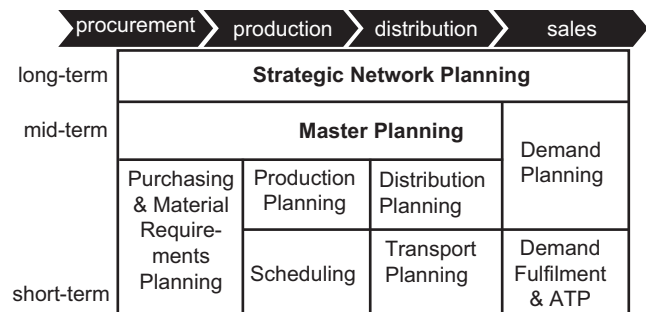 procurement production distribution sales
long-term Strategic Network Planning
mid-term Master Planning
Demand
Planning
Purchasing
& Material
Require-
ments
Planning
Production
Planning
Distribution
Planning
Scheduling
Transport
Planning
Demand
Fulfilment
& ATP
short-term